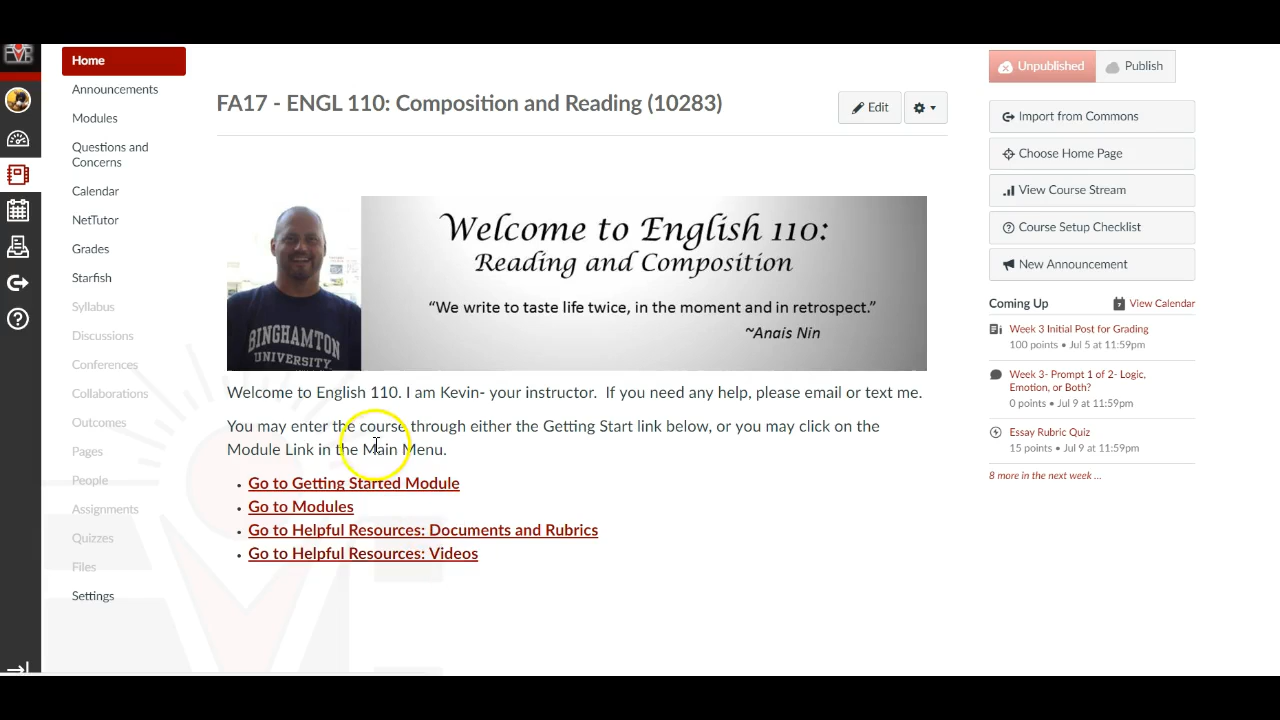 Home
Announcements
Modules
Questions and
Concerns
Calendar
NetTutor
Grades
Starfish
Syllabus
Discussions
Conferences
Collaborations
Outcomes
Pages
People
Assignments
Quizzes
Files
Settings
FA17 - ENGL 110: Composition and Reading (10283)
Edit
Welcome to English 110:
Reading and Composition
“We write to taste life twice, in the moment and in retrospect.”
~Anais Nin
BINGHAMTON
UNIVERSITY
Welcome to English 110. I am Kevin- your instructor. If you need any help, please email or text me.
You may enter the course through either the Getting Start link below, or you may click on the
Module Link in the Main Menu.
Go to Getting Started Module
Go to Modules
Go to Helpful Resources: Documents and Rubrics
Go to Helpful Resources: Videos
Unpublished
Publish
Import from Commons
Choose Home Page
View Course Stream
Course Setup Checklist
New Announcement
Coming Up
View Calendar
Week 3 Initial Post for Grading
100 points • Jul 5 at 11:59pm
Week 3- Prompt 1 of 2- Logic,
Emotion, or Both?
0 points • Jul 9 at 11:59pm
Essay Rubric Quiz
15 points • Jul 9 at 11:59pm
8 more in the next week ...